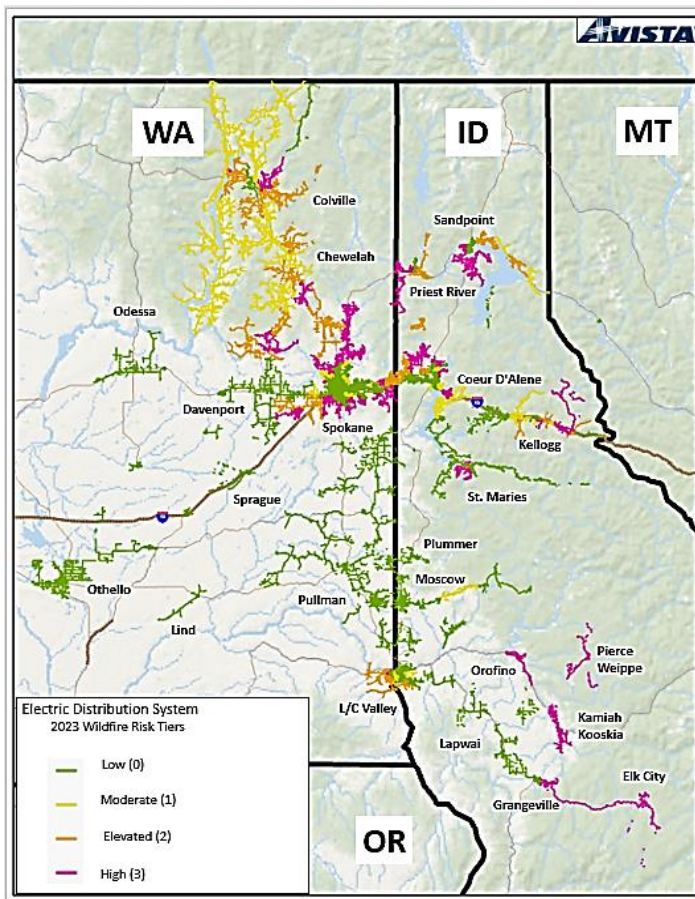 AVISTA
WA
ID
MT
Colville
Sandpoint
Chewelah
Priest River
Odessa
Coeur D'Alene
Davenport
Spokane
Kellogg
Sprague
St. Maries
Plummer
Othello
Moscow
Pullman
Lind
Pierce
Weippe
Orofino
L/C Valley
Kamiah
Kooskia
Lapwai
Elk City
Grangeville
OR
Electric Distribution System
2023 Wildfire Risk Tiers
Low (0)
Moderate (1)
Elevated (2)
High (3)